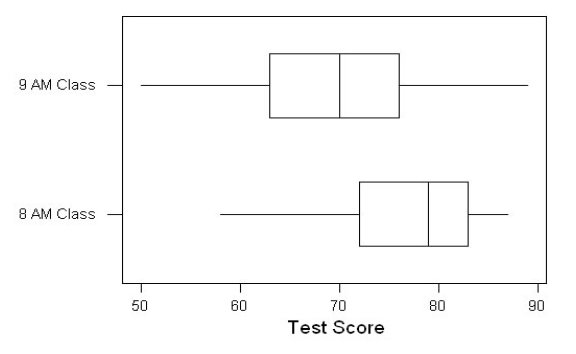 9 AM Class
8 AM Class
50 60 70 80 90
Test Score